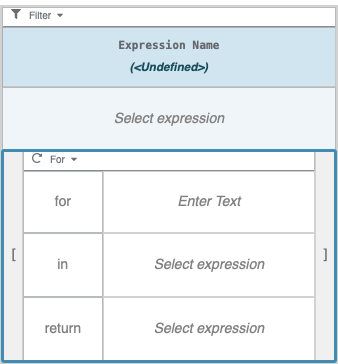 Filter
Expression Name
(<Undefined>)
Select expression
For
for Enter Text
[ in Select expression ]
return Select expression